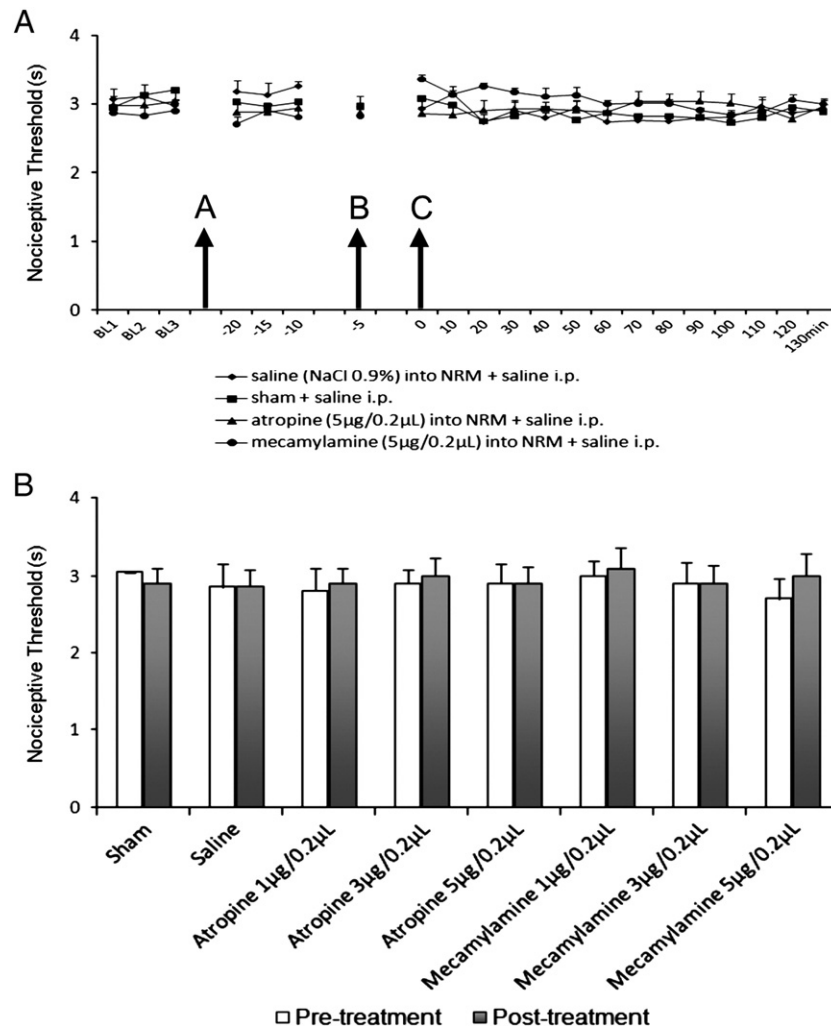 A
Nociceptive Threshold (s)
4
3
2
1
0
A
B
C
BL1
BL2
BL3
-20
-15
-10
-5
0
10
20
30
40
50
60
70
80
90
100
110
120
130min
saline (NaCl 0.9%) into NRM + saline i.p.
sham + saline i.p.
atropine (5µg/0.2µL) into NRM + saline i.p.
mecamylamine (5µg/0.2µL) into NRM + saline i.p.
B
Nociceptive Threshold (s)
4
3
2
1
0
Sham
Saline
Atropine 1µg/0.2µL
Atropine 3µg/0.2µL
Atropine 5µg/0.2µL
Mecamylamine 1µg/0.2µL
Mecamylamine 3µg/0.2µL
Mecamylamine 5µg/0.2µL
Pre-treatment
Post-treatment